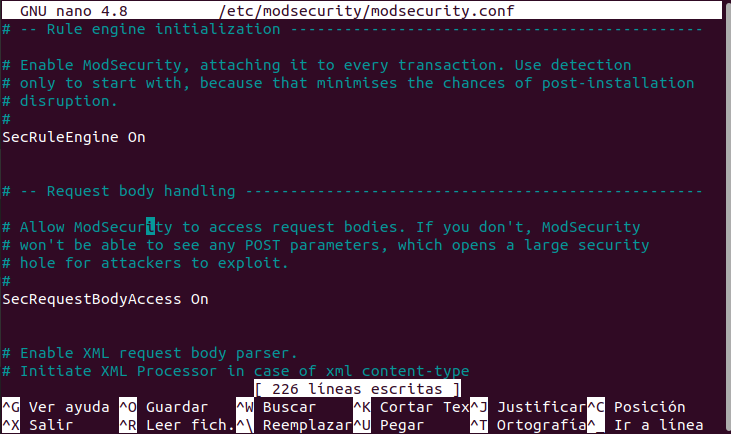 GNU nano 4.8 /etc/modsecurity/modsecurity.conf
# -- Rule engine initialization ----------------------------------------------
# Enable ModSecurity, attaching it to every transaction. Use detection
# only to start with, because that minimises the chances of post-installation
# disruption.
#
SecRuleEngine On
# -- Request body handling ---------------------------------------------------
# Allow ModSecurity to access request bodies. If you don't, ModSecurity
# won't be able to see any POST parameters, which opens a large security
# hole for attackers to exploit.
#
SecRequestBodyAccess On
# Enable XML request body parser.
# Initiate XML Processor in case of xml content-type
[ 226 líneas escritas ]
^G Ver ayuda ^O Guardar ^W Buscar ^K Cortar Tex^J Justificar^C Posición
^X Salir ^R Leer fich.^\ Reemplazar^U Pegar ^T Ortografía^_ Ir a línea